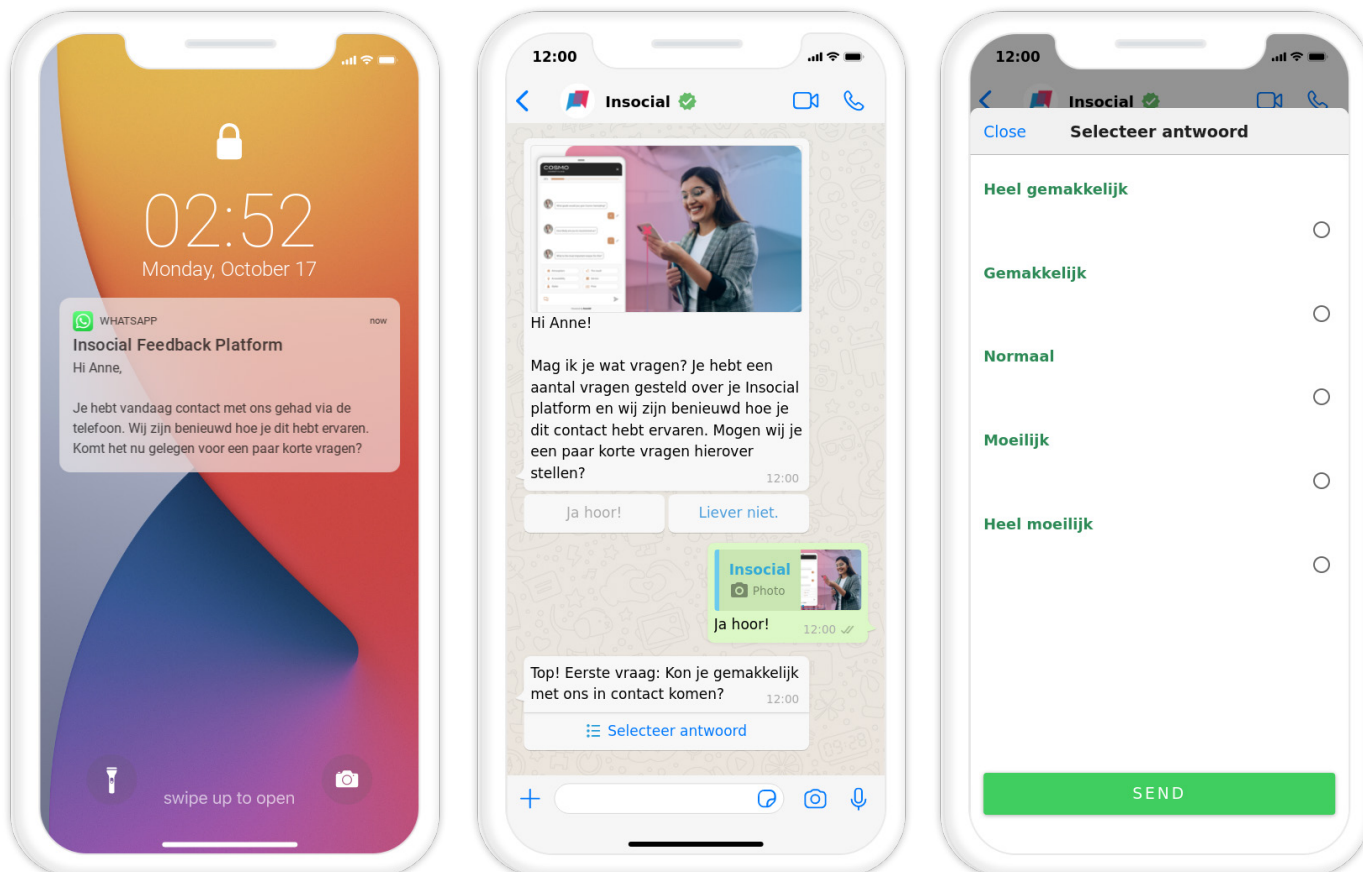 02:52
Monday, October 17
WHATSAPP
now
Insocial Feedback Platform
Hi Anne,
Je hebt vandaag contact met ons gehad via de
telefoon. Wij zijn benieuwd hoe je dit hebt ervaren.
Komt het nu gelegen voor een paar korte vragen?
swipe up to open
12:00
Insocial
COSMO
Hi Anne!
Mag ik je wat vragen? Je hebt een
aantal vragen gesteld over je Insocial
platform en wij zijn benieuwd hoe je
dit contact hebt ervaren. Mogen wij je
een paar korte vragen hierover
stellen?
12:00
Ja hoor!
Liever niet.
Insocial
Photo
Ja hoor!
12:00
Top! Eerste vraag: Kon je gemakkelijk
met ons in contact komen?
12:00
Selecteer antwoord
12:00
Insocial
Close
Selecteer antwoord
Heel gemakkelijk
Gemakkelijk
Normaal
Moeilijk
Heel moeilijk
SEND